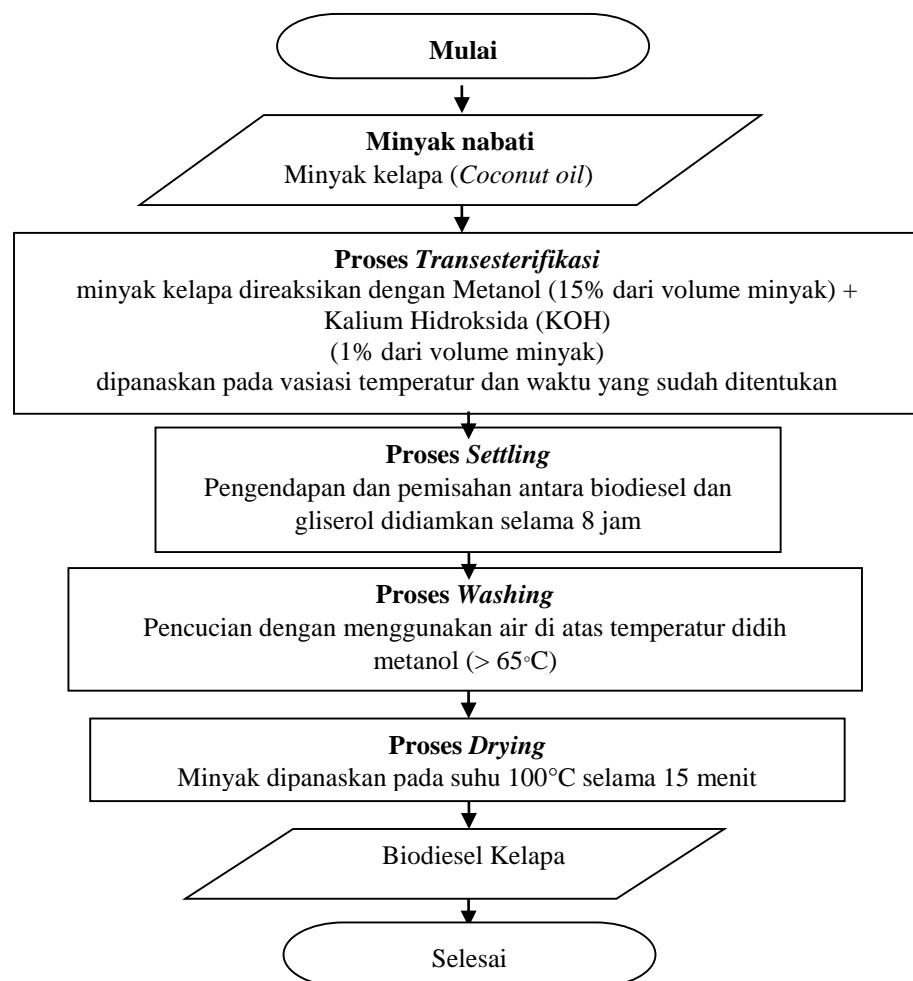 Mulai
Minyak nabati
Minyak kelapa (Coconut oil)
Proses Transesterifikasi
minyak kelapa direaksikan dengan Metanol (15% dari volume minyak) +
Kalium Hidroksida (KOH)
(1% dari volume minyak)
dipanaskan pada vasiasi temperatur dan waktu yang sudah ditentukan
Proses Settling
Pengendapan dan pemisahan antara biodiesel dan
gliserol didiamkan selama 8 jam
Proses Washing
Pencucian dengan menggunakan air di atas temperatur didih
metanol (> 65◦C)
Proses Drying
Minyak dipanaskan pada suhu 100°C selama 15 menit
Biodiesel Kelapa
Selesai